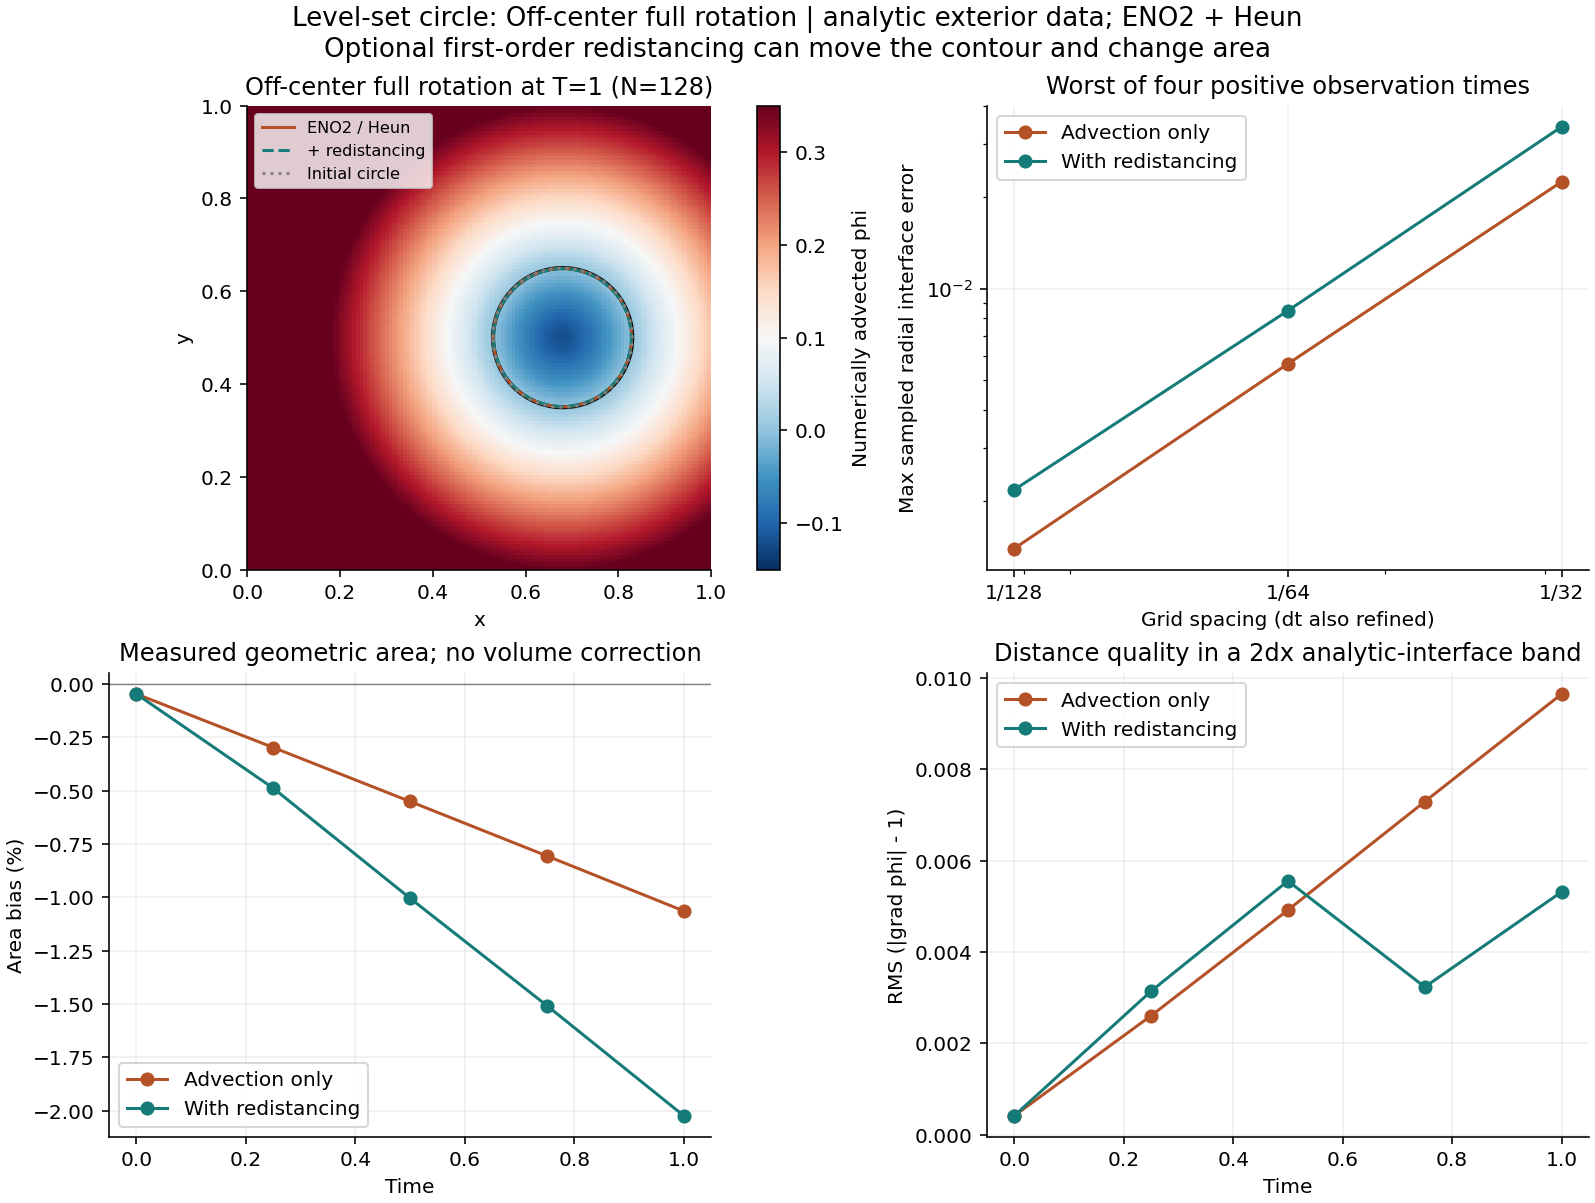 Level-set circle: Off-center full rotation | analytic exterior data; ENO2 + Heun
Optional first-order redistancing can move the contour and change area
Off-center full rotation at T=1 (N=128)
ENO2 / Heun
+ redistancing
Initial circle
1.0
0.8
0.6
0.4
0.2
0.0
y
0.0 0.2 0.4 0.6 0.8 1.0
x
0.3
0.2
0.1
0.0
−0.1
Numerically advected phi
Worst of four positive observation times
Advection only
With redistancing
10⁻²
Max sampled radial interface error
1/128 1/64 1/32
Grid spacing (dt also refined)
Measured geometric area; no volume correction
0.00
−0.25
−0.50
−0.75
−1.00
−1.25
−1.50
−1.75
−2.00
Area bias (%)
Advection only
With redistancing
0.0 0.2 0.4 0.6 0.8 1.0
Time
Distance quality in a 2dx analytic-interface band
Advection only
With redistancing
0.010
0.008
0.006
0.004
0.002
0.000
RMS (|grad phi| - 1)
0.0 0.2 0.4 0.6 0.8 1.0
Time